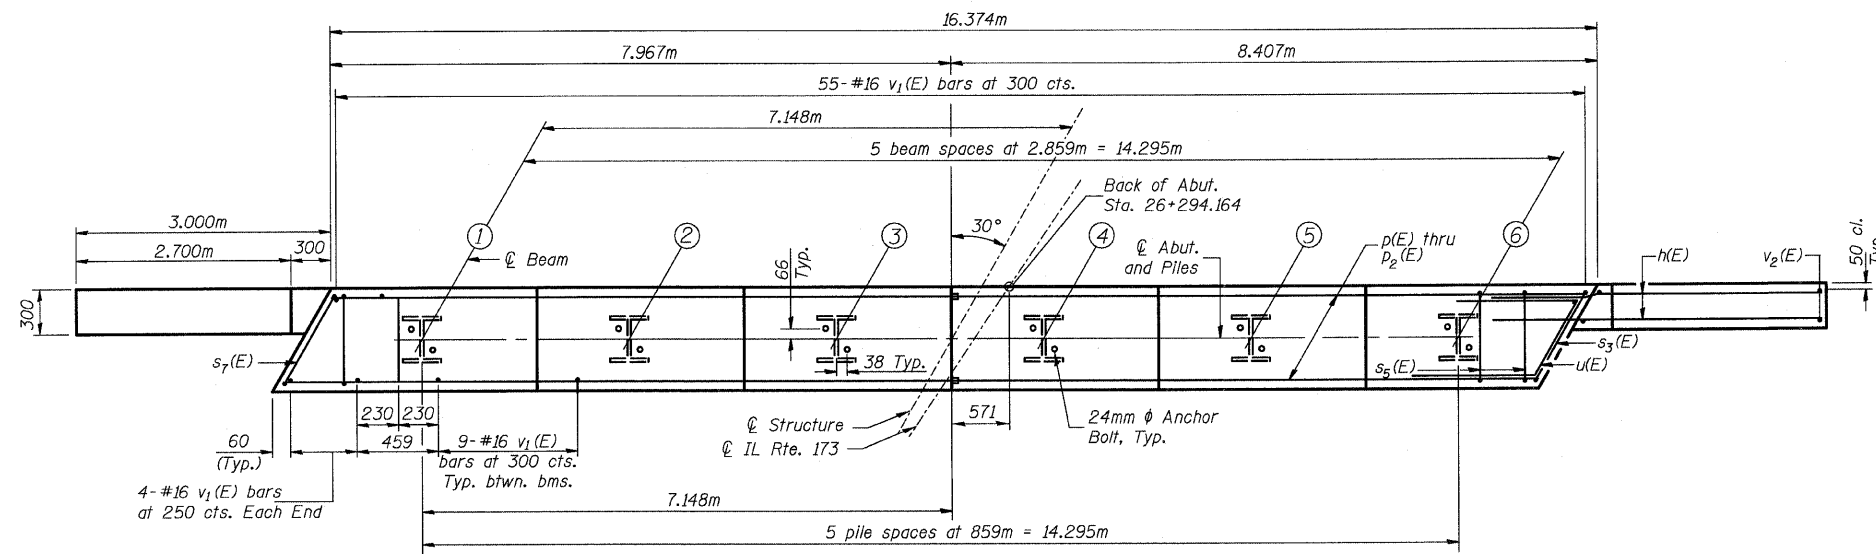 16.374m
7.967m
8.407m
55-#16 v₁(E) bars at 300 cts.
7.148m
5 beam spaces at 2.859m = 14.295m
Back of Abut.
Sta. 26+294.164
3.000m
2.700m
300
30°
1
2
3
4
5
6
℄ Beam
66
Typ.
℄ Abut.
and Piles
p(E) thru
p₂(E)
h(E)
v₂(E)
50 cl.
Typ.
300
s₇(E)
38 Typ.
s₅(E)
s₃(E)
u(E)
230
230
459
60
(Typ.)
9-#16 v₁(E)
bars at 300 cts.
Typ. btwn. bms.
℄ Structure
℄ IL Rte. 173
571
24mm ϕ Anchor
Bolt, Typ.
4-#16 v₁(E) bars
at 250 cts. Each End
7.148m
5 pile spaces at 859m = 14.295m